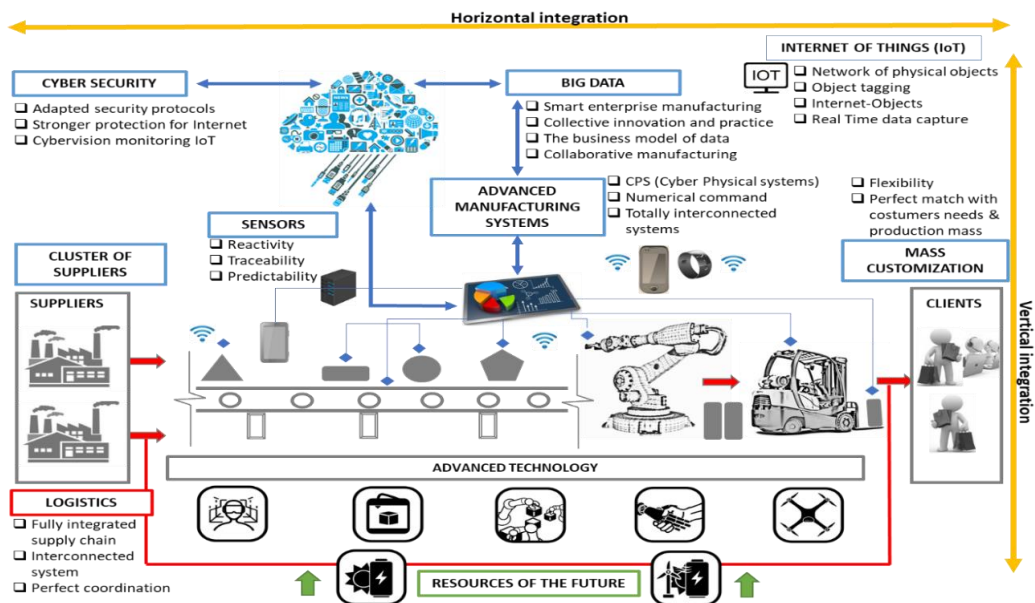 Horizontal integration
INTERNET OF THINGS (IoT)
IOT
❑ Network of physical objects
❑ Object tagging
❑ Internet-Objects
❑ Real Time data capture
CYBER SECURITY
❑ Adapted security protocols
❑ Stronger protection for Internet
❑ Cybervision monitoring IoT
BIG DATA
❑ Smart enterprise manufacturing
❑ Collective innovation and practice
❑ The business model of data
❑ Collaborative manufacturing
ADVANCED
MANUFACTURING
SYSTEMS
❑ CPS (Cyber Physical systems)
❑ Numerical command
❑ Totally interconnected
systems
❑ Flexibility
❑ Perfect match with
costumers needs &
production mass
SENSORS
❑ Reactivity
❑ Traceability
❑ Predictability
CLUSTER OF
SUPPLIERS
MASS
CUSTOMIZATION
SUPPLIERS
CLIENTS
Vertical integration
ADVANCED TECHNOLOGY
LOGISTICS
❑ Fully integrated
supply chain
❑ Interconnected
system
❑ Perfect coordination
RESOURCES OF THE FUTURE